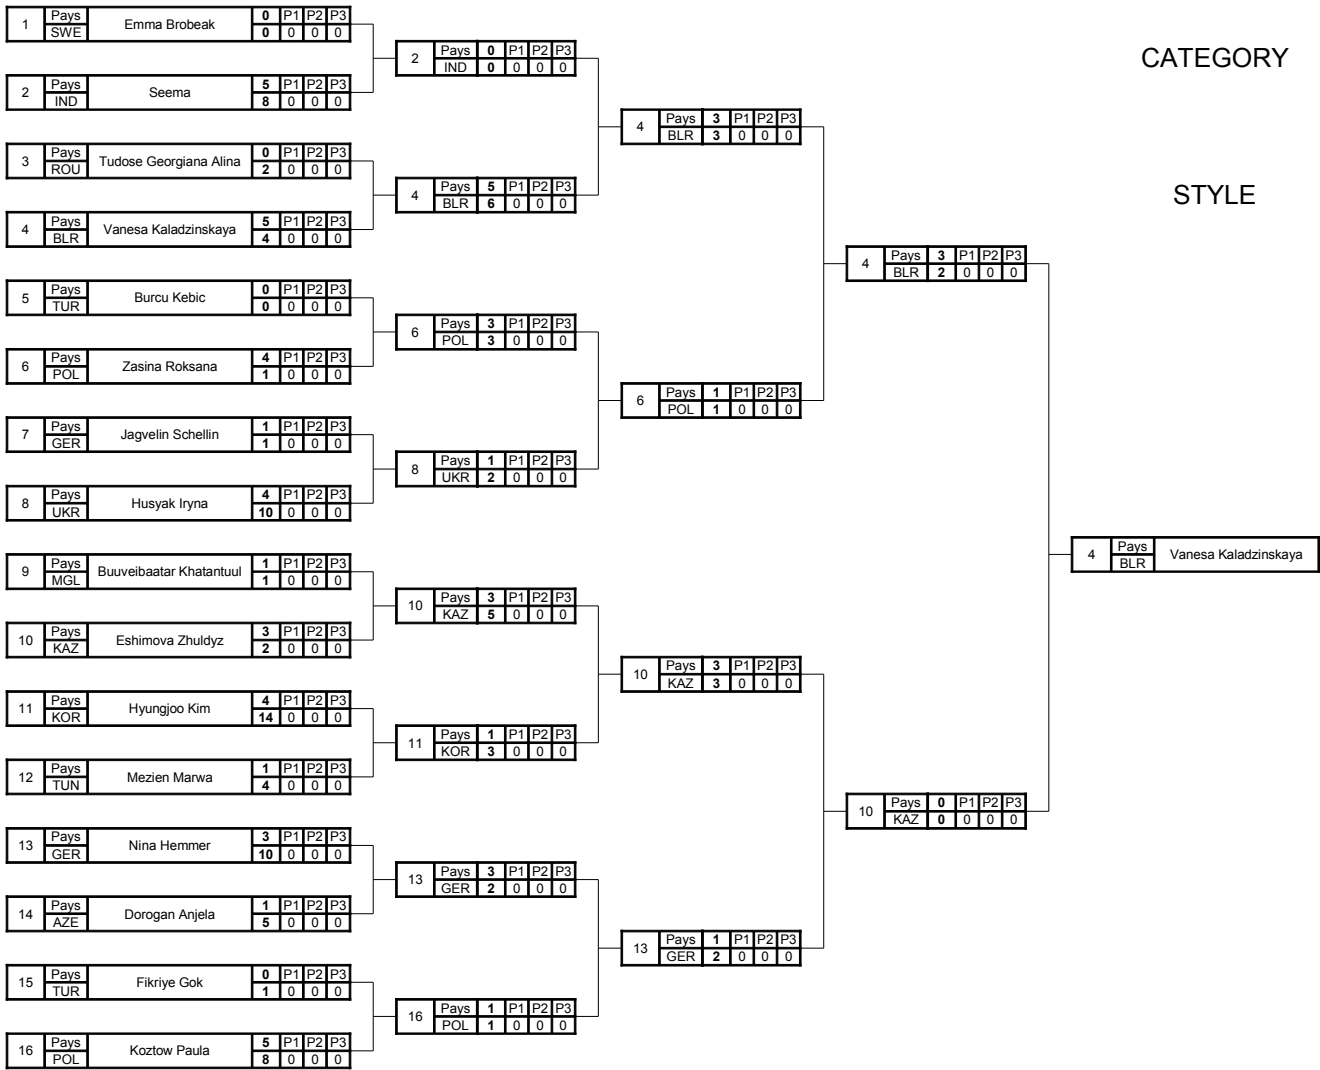 1 Pays Emma Brobeak 0 P1 P2 P3
SWE 0 0 0 0
2 Pays 0 P1 P2 P3
IND 0 0 0 0
CATEGORY
2 Pays Seema 5 P1 P2 P3
IND 8 0 0 0
4 Pays 3 P1 P2 P3
BLR 3 0 0 0
3 Pays Tudose Georgiana Alina 0 P1 P2 P3
ROU 2 0 0 0
4 Pays 5 P1 P2 P3
BLR 6 0 0 0
STYLE
4 Pays Vanesa Kaladzinskaya 5 P1 P2 P3
BLR 4 0 0 0
4 Pays 3 P1 P2 P3
BLR 2 0 0 0
5 Pays Burcu Kebic 0 P1 P2 P3
TUR 0 0 0 0
6 Pays 3 P1 P2 P3
POL 3 0 0 0
6 Pays Zasina Roksana 4 P1 P2 P3
POL 1 0 0 0
6 Pays 1 P1 P2 P3
POL 1 0 0 0
7 Pays Jagvelin Schellin 1 P1 P2 P3
GER 1 0 0 0
8 Pays 1 P1 P2 P3
UKR 2 0 0 0
8 Pays Husyak Iryna 4 P1 P2 P3
UKR 10 0 0 0
4 Pays Vanesa Kaladzinskaya
BLR
9 Pays Buuveibaatar Khatantuul 1 P1 P2 P3
MGL 1 0 0 0
10 Pays 3 P1 P2 P3
KAZ 5 0 0 0
10 Pays Eshimova Zhuldyz 3 P1 P2 P3
KAZ 2 0 0 0
10 Pays 3 P1 P2 P3
KAZ 3 0 0 0
11 Pays Hyungjoo Kim 4 P1 P2 P3
KOR 14 0 0 0
11 Pays 1 P1 P2 P3
KOR 3 0 0 0
12 Pays Mezien Marwa 1 P1 P2 P3
TUN 4 0 0 0
10 Pays 0 P1 P2 P3
KAZ 0 0 0 0
13 Pays Nina Hemmer 3 P1 P2 P3
GER 10 0 0 0
13 Pays 3 P1 P2 P3
GER 2 0 0 0
14 Pays Dorogan Anjela 1 P1 P2 P3
AZE 5 0 0 0
13 Pays 1 P1 P2 P3
GER 2 0 0 0
15 Pays Fikriye Gok 0 P1 P2 P3
TUR 1 0 0 0
16 Pays 1 P1 P2 P3
POL 1 0 0 0
16 Pays Koztow Paula 5 P1 P2 P3
POL 8 0 0 0